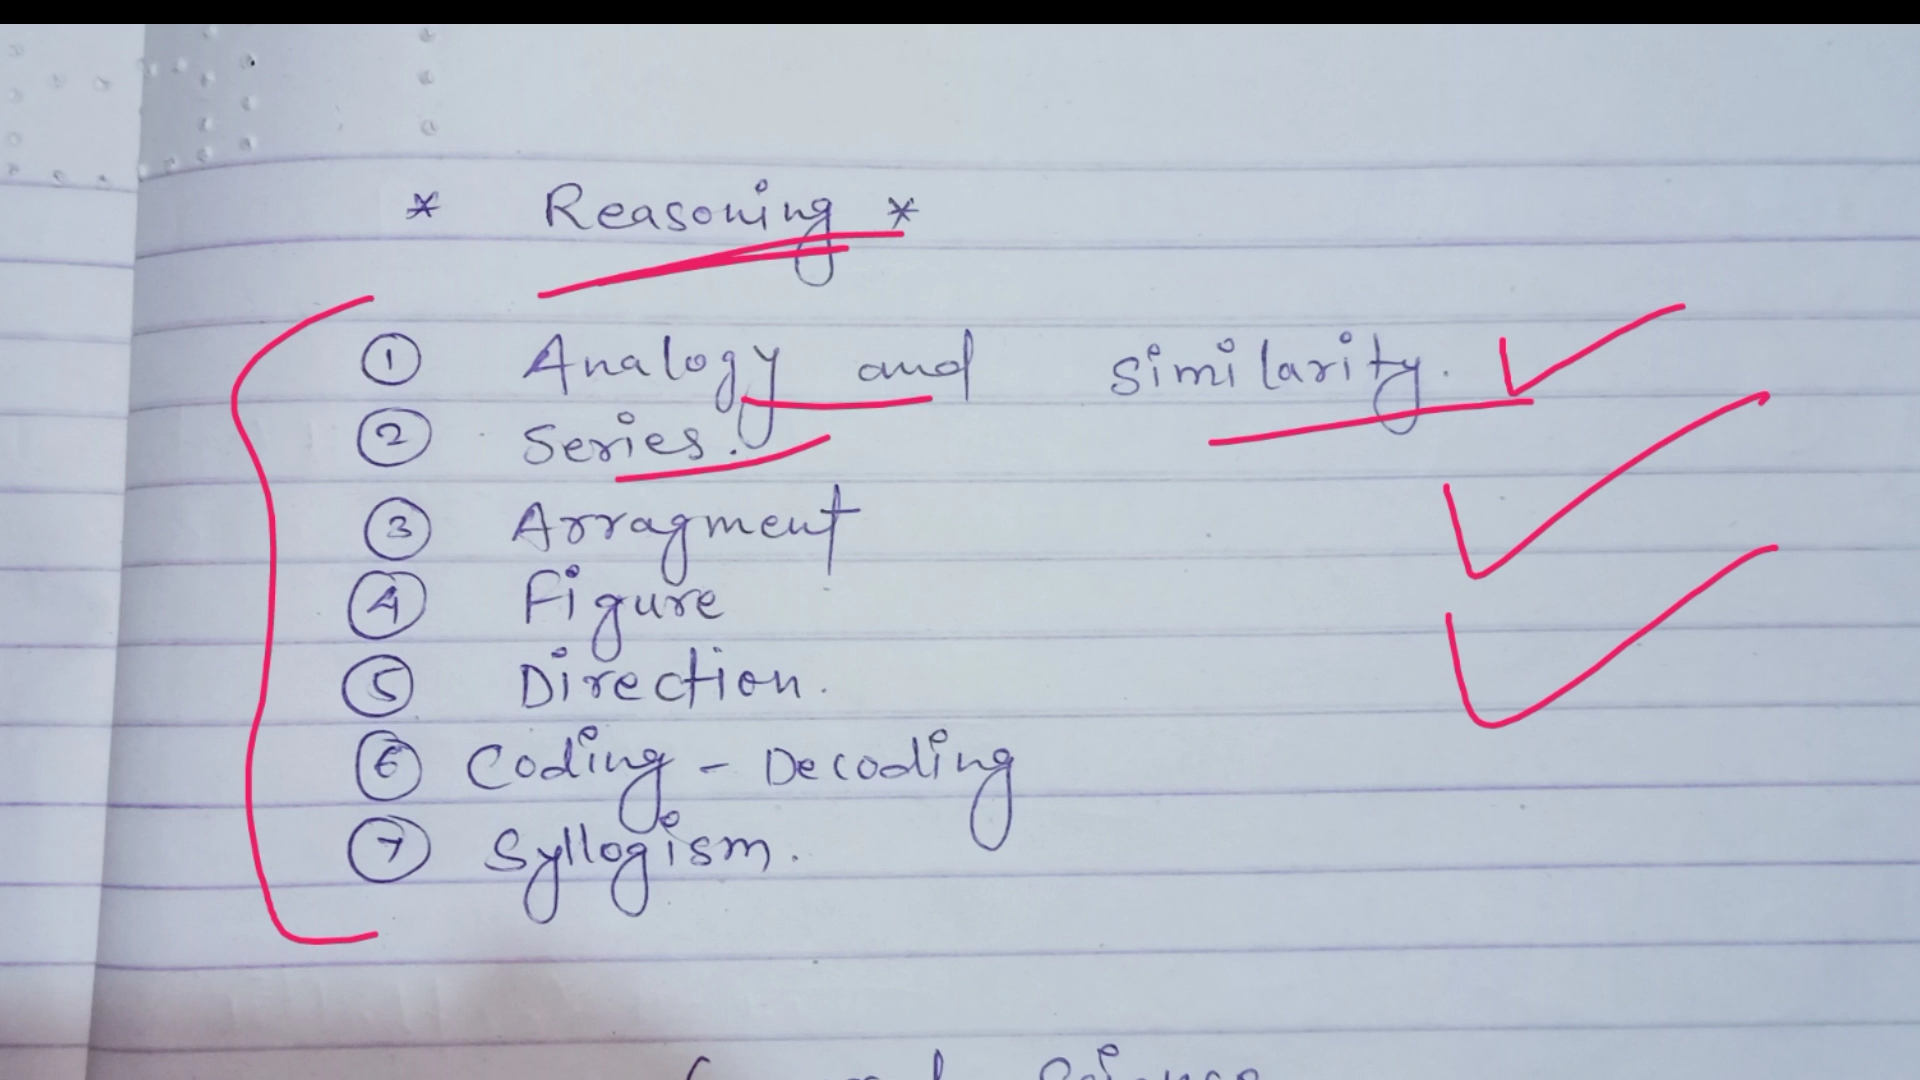 * Reasoning *
① Analogy and similarity.
② Series.
③ Arragment
④ Figure
⑤ Direction.
⑥ Coding - Decoding
⑦ Syllogism.